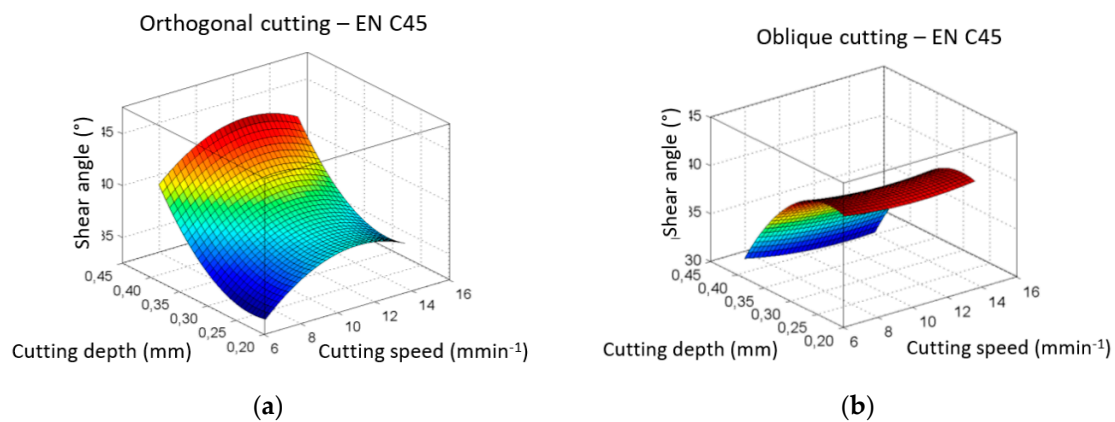 (a)
Orthogonal cutting – EN C45
Shear angle (°)
45
40
35
0,45
0,40
0,35
0,30
0,25
0,20
6
8
10
12
14
16
Cutting depth (mm)
Cutting speed (mmin-1)
(a)
(b)
Oblique cutting – EN C45
Shear angle (°)
45
40
35
30
0,45
0,40
0,35
0,30
0,25
0,20
6
8
10
12
14
16
Cutting depth (mm)
Cutting speed (mmin-1)
(b)